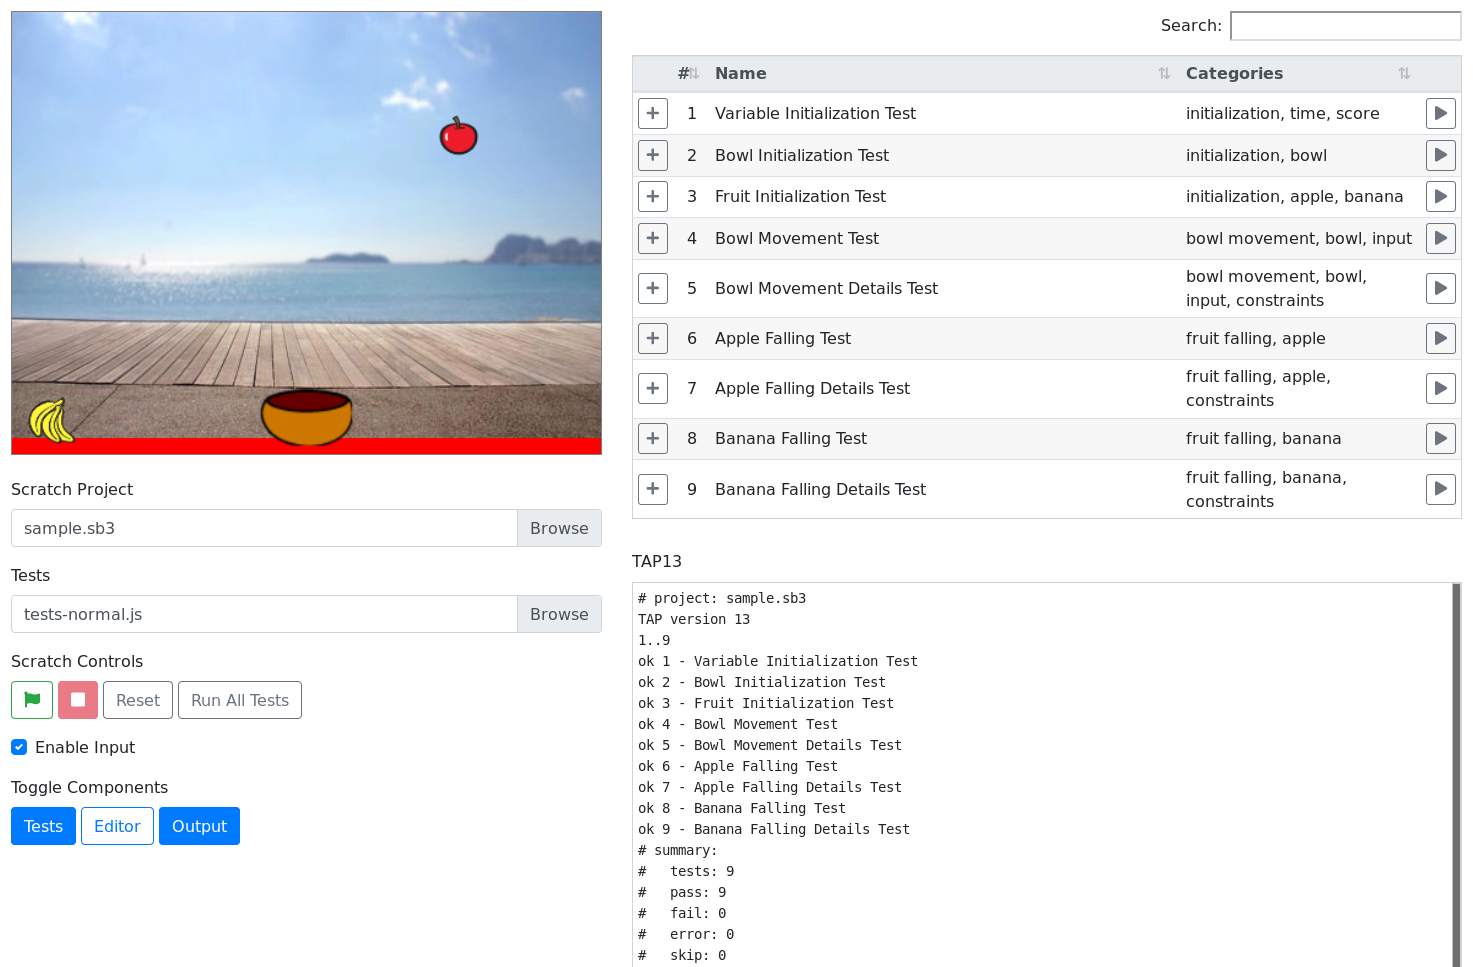 Search:
# Name Categories
1 Variable Initialization Test initialization, time, score
2 Bowl Initialization Test initialization, bowl
3 Fruit Initialization Test initialization, apple, banana
4 Bowl Movement Test bowl movement, bowl, input
5 Bowl Movement Details Test bowl movement, bowl,
input, constraints
6 Apple Falling Test fruit falling, apple
7 Apple Falling Details Test fruit falling, apple,
constraints
8 Banana Falling Test fruit falling, banana
9 Banana Falling Details Test fruit falling, banana,
constraints
Scratch Project
sample.sb3 Browse
Tests
tests-normal.js Browse
Scratch Controls
Reset Run All Tests
Enable Input
Toggle Components
Tests Editor Output
TAP13
# project: sample.sb3
TAP version 13
1..9
ok 1 - Variable Initialization Test
ok 2 - Bowl Initialization Test
ok 3 - Fruit Initialization Test
ok 4 - Bowl Movement Test
ok 5 - Bowl Movement Details Test
ok 6 - Apple Falling Test
ok 7 - Apple Falling Details Test
ok 8 - Banana Falling Test
ok 9 - Banana Falling Details Test
# summary:
#   tests: 9
#   pass: 9
#   fail: 0
#   error: 0
#   skip: 0